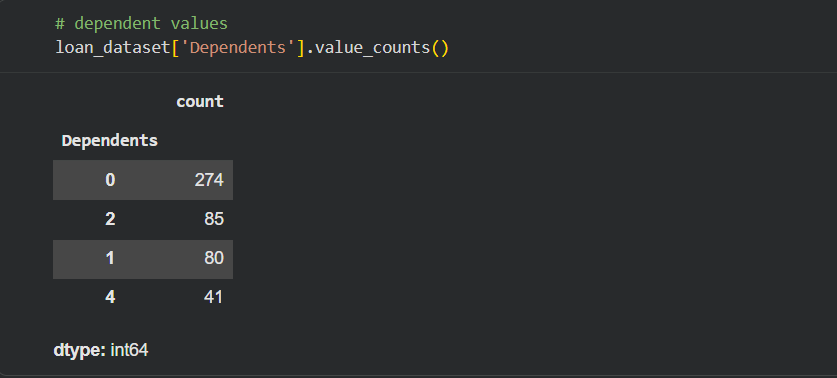 # dependent values
loan_dataset['Dependents'].value_counts()
count
Dependents
0 274
2 85
1 80
4 41
dtype: int64